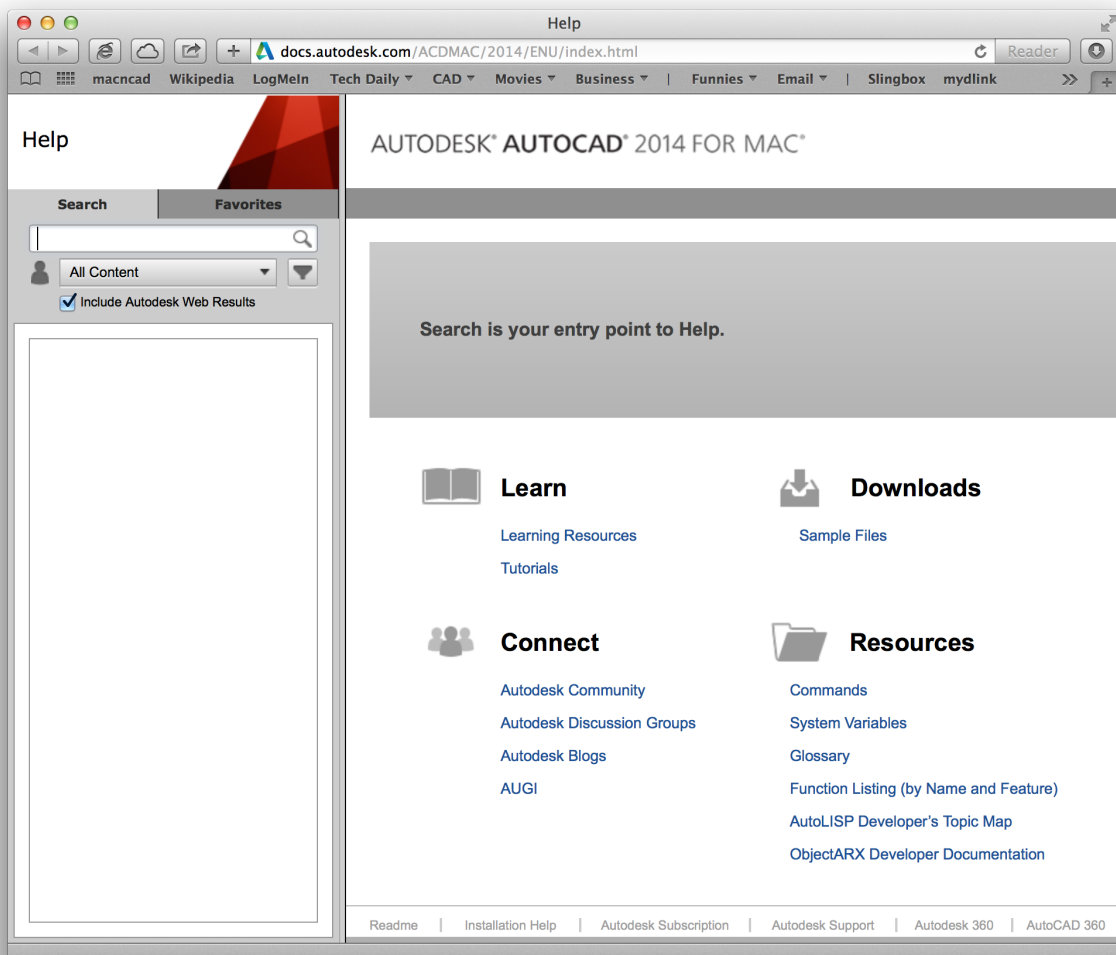 Help
docs.autodesk.com/ACDMAC/2014/ENU/index.html
Reader
macncad Wikipedia LogMeIn Tech Daily CAD Movies Business | Funnies Email | Slingbox mydlink
Help
AUTODESK® AUTOCAD® 2014 FOR MAC®
Search Favorites
All Content
Include Autodesk Web Results
Search is your entry point to Help.
Learn
Learning Resources
Tutorials
Downloads
Sample Files
Connect
Autodesk Community
Autodesk Discussion Groups
Autodesk Blogs
AUGI
Resources
Commands
System Variables
Glossary
Function Listing (by Name and Feature)
AutoLISP Developer's Topic Map
ObjectARX Developer Documentation
Readme | Installation Help | Autodesk Subscription | Autodesk Support | Autodesk 360 | AutoCAD 360